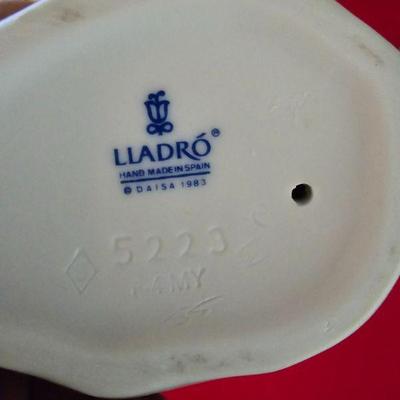 LLADRÓ®
HAND MADE IN SPAIN
© DAISA 1983
5223